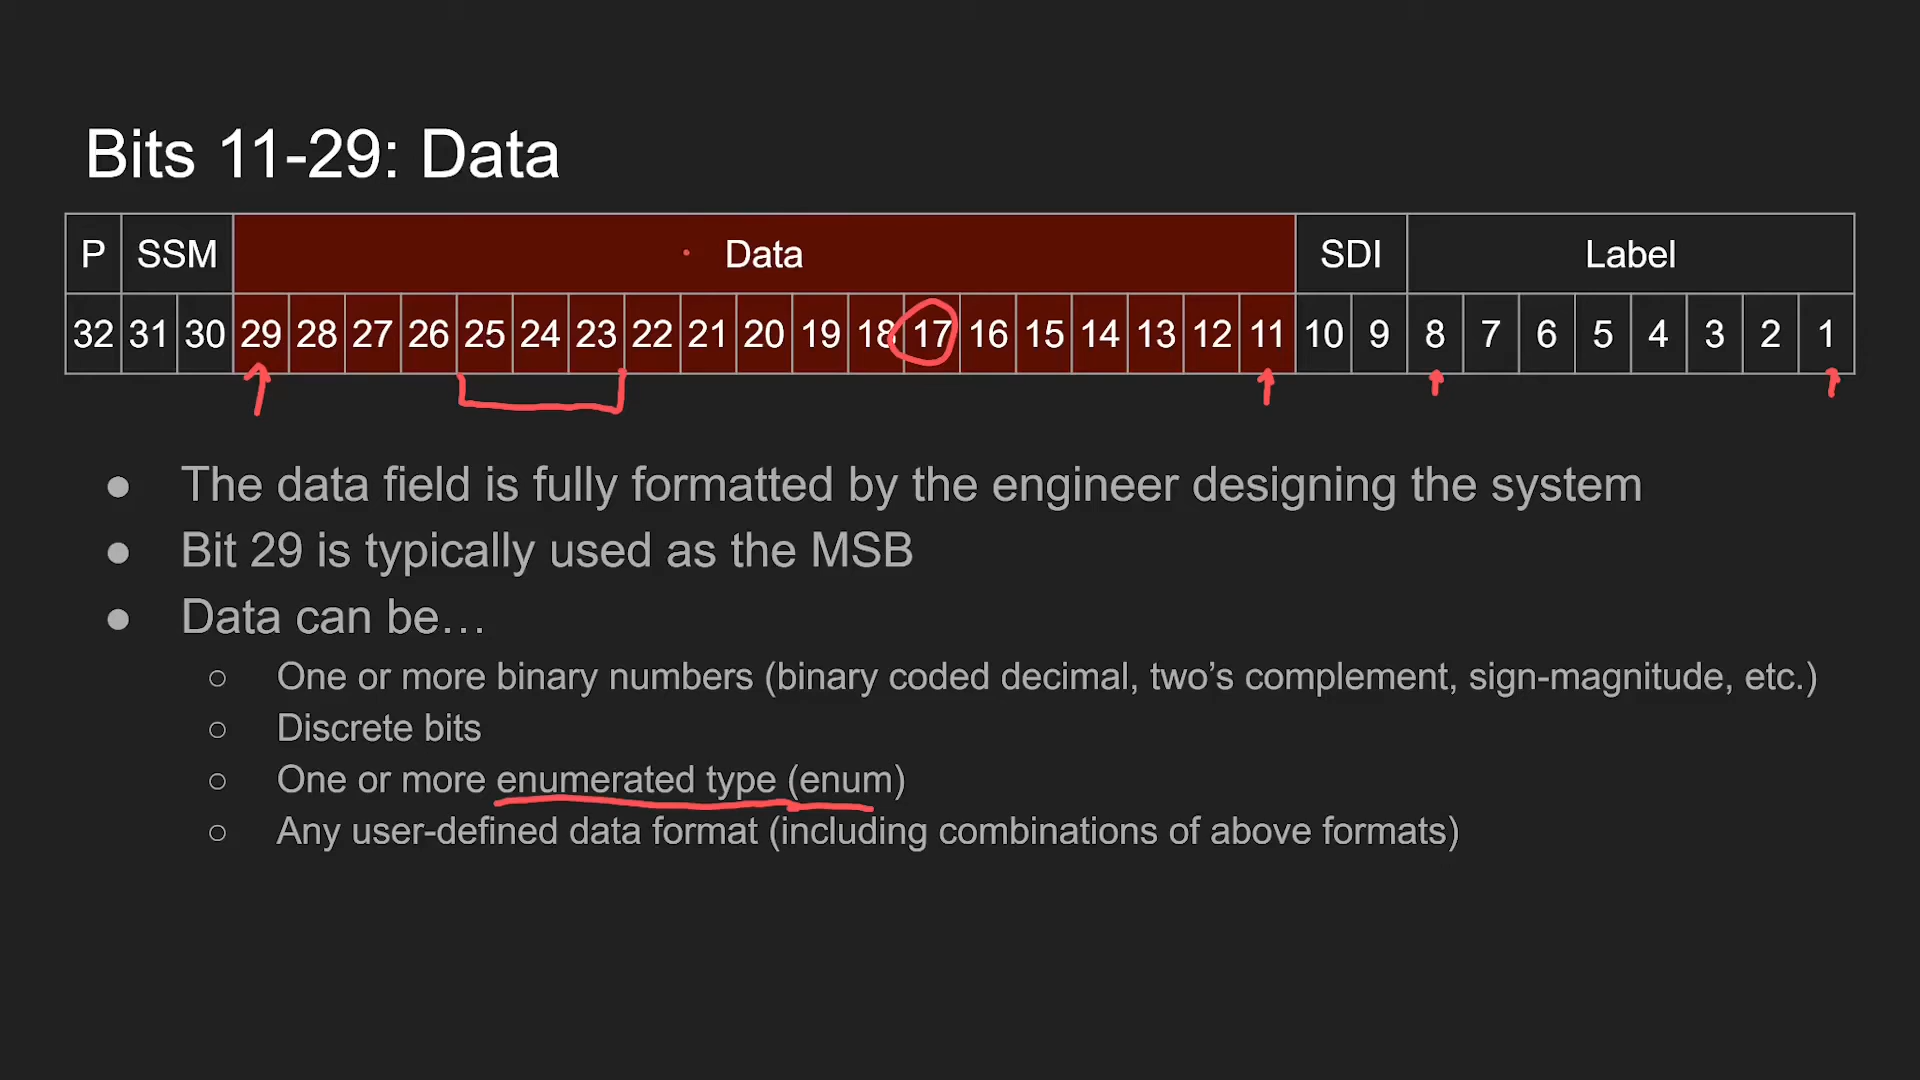 Bits 11-29: Data
P SSM Data SDI Label
32 31 30 29 28 27 26 25 24 23 22 21 20 19 18 17 16 15 14 13 12 11 10 9 8 7 6 5 4 3 2 1
● The data field is fully formatted by the engineer designing the system
● Bit 29 is typically used as the MSB
● Data can be…
○ One or more binary numbers (binary coded decimal, two’s complement, sign-magnitude, etc.)
○ Discrete bits
○ One or more enumerated type (enum)
○ Any user-defined data format (including combinations of above formats)